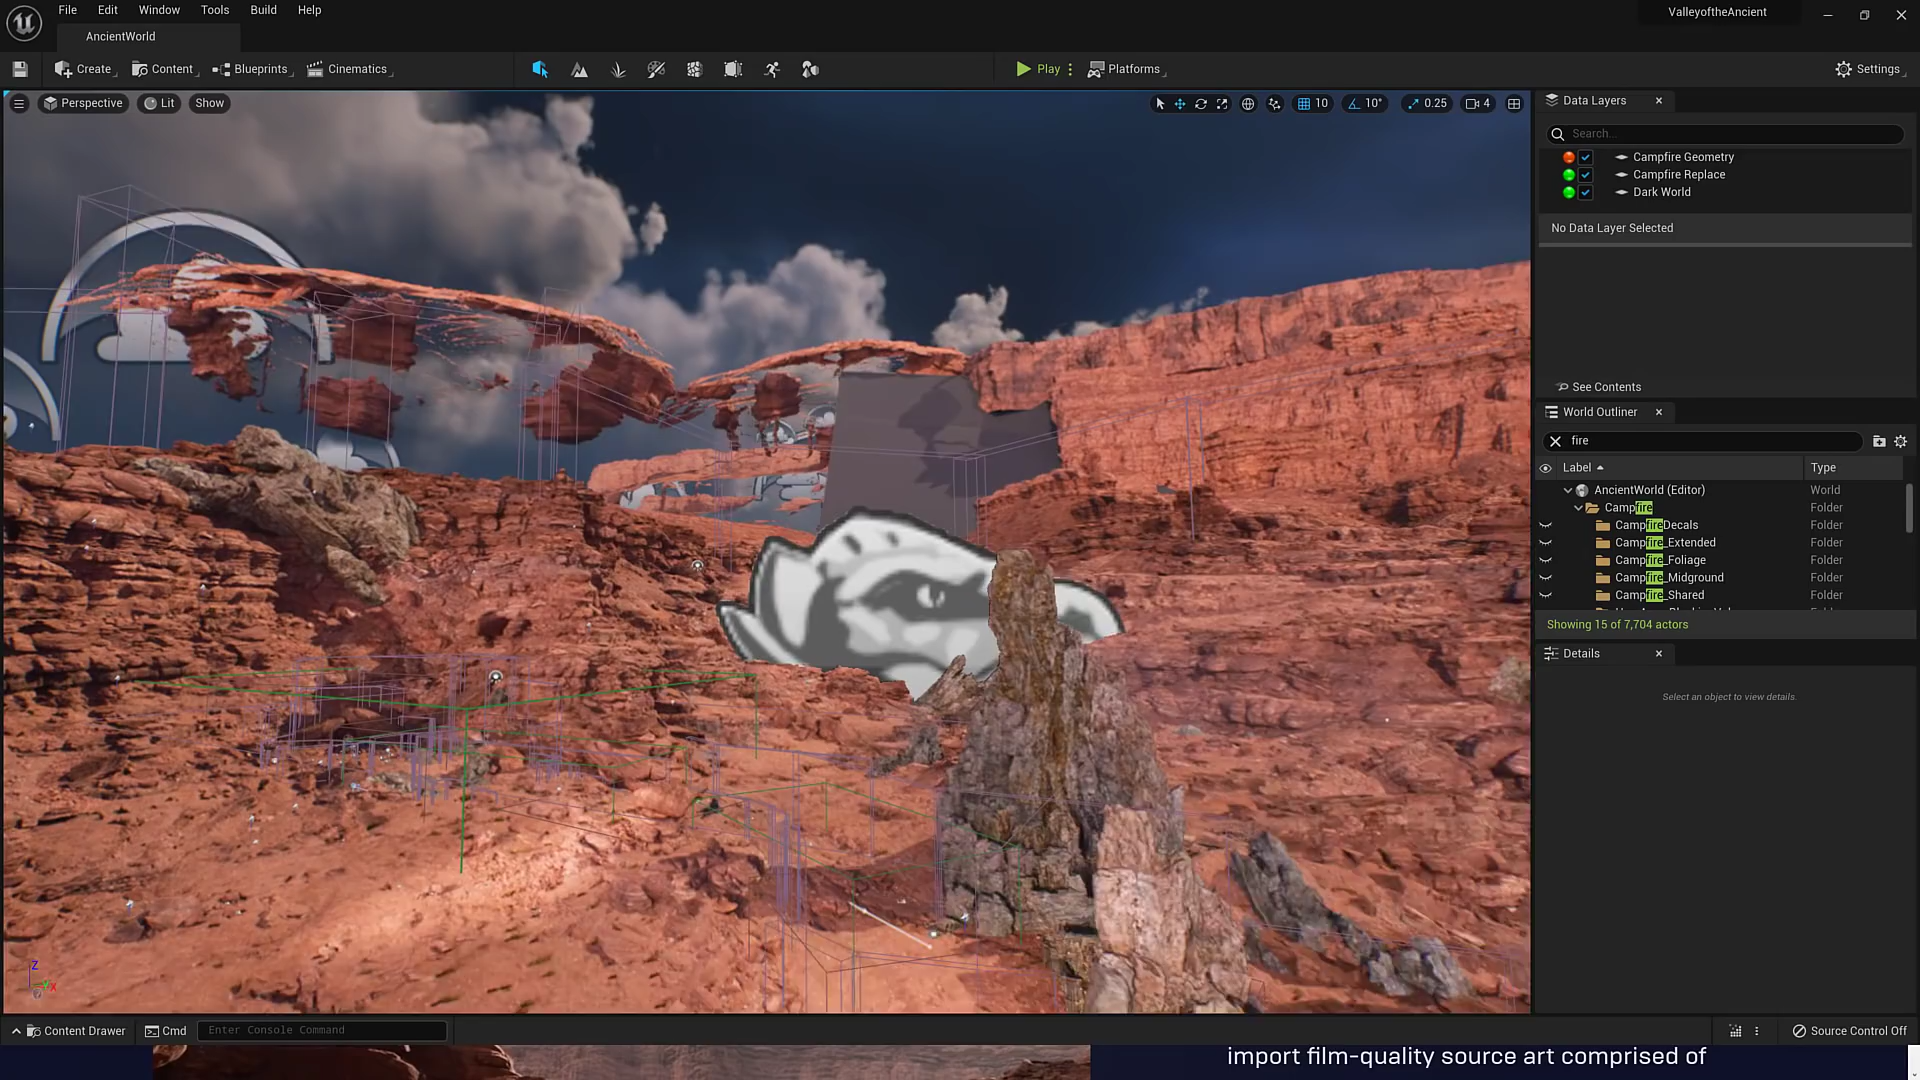 File Edit Window Tools Build Help
ValleyoftheAncient
AncientWorld
Create Content Blueprints Cinematics Play Platforms Settings
Perspective Lit Show 10 10° 0.25 4
Data Layers
Search...
Campfire Geometry
Campfire Replace
Dark World
No Data Layer Selected
See Contents
World Outliner
fire
Label Type
AncientWorld (Editor) World
Campfire Folder
CampfireDecals Folder
Campfire_Extended Folder
Campfire_Foliage Folder
Campfire_Midground Folder
Campfire_Shared Folder
Showing 15 of 7,704 actors
Details
Select an object to view details.
Z
Y X
Content Drawer Cmd Enter Console Command Source Control Off
import film-quality source art comprised of